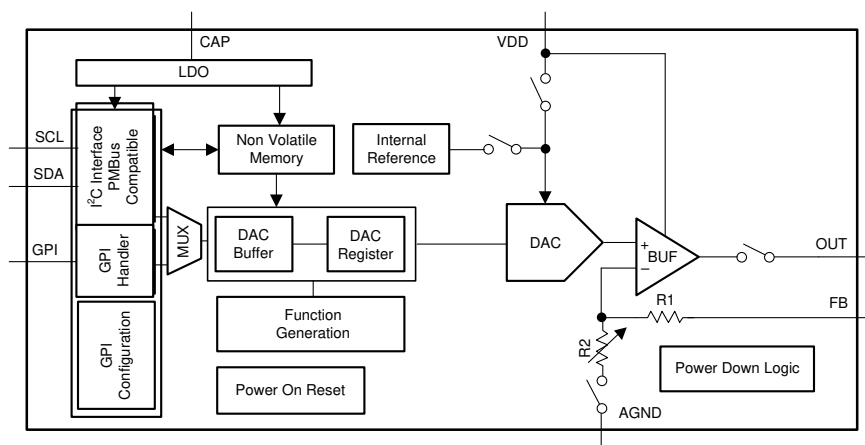 CAP
VDD
LDO
SCL
SDA
GPI
I²C Interface
PMBus
Compatible
GPI
Handler
GPI
Configuration
MUX
Non Volatile
Memory
Internal
Reference
DAC
Buffer
DAC
Register
Function
Generation
Power On Reset
DAC
+
BUF
−
OUT
R1
FB
R2
Power Down Logic
AGND